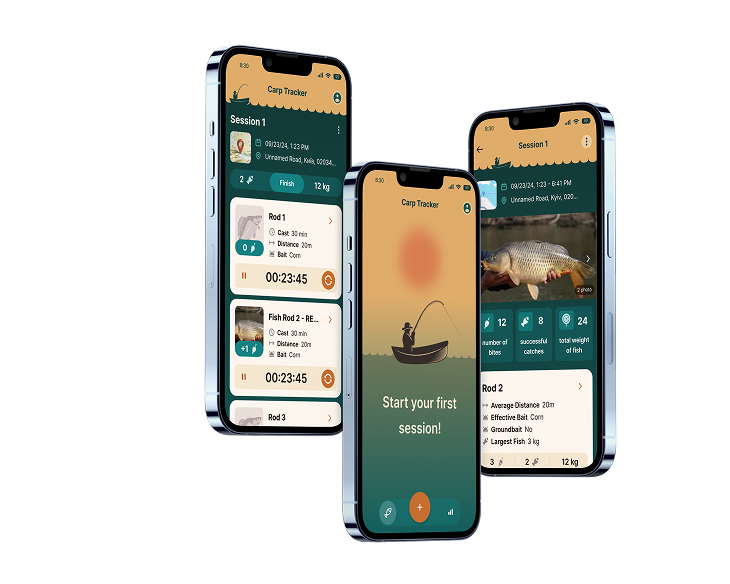 8:30
Carp Tracker
Session 1
09/23/24, 1:23 PM
Unnamed Road, Kyiv, 02034...
2
Finish
12 kg
Rod 1
Cast 30 min
Distance 20m
Bait Corn
0
00:23:45
Fish Rod 2 - RE...
Cast 30 min
Distance 20m
Bait Corn
+1
00:23:45
Rod 3
8:30
Carp Tracker
Start your first
session!
+
8:30
Session 1
09/23/24, 1:23 - 6:41 PM
Unnamed Road, Kyiv, 020...
2 photo
12
number of
bites
8
successful
catches
24
total weight
of fish
Rod 2
Average Distance 20m
Effective Bait Corn
Groundbait No
Largest Fish 3 kg
3
2
12 kg